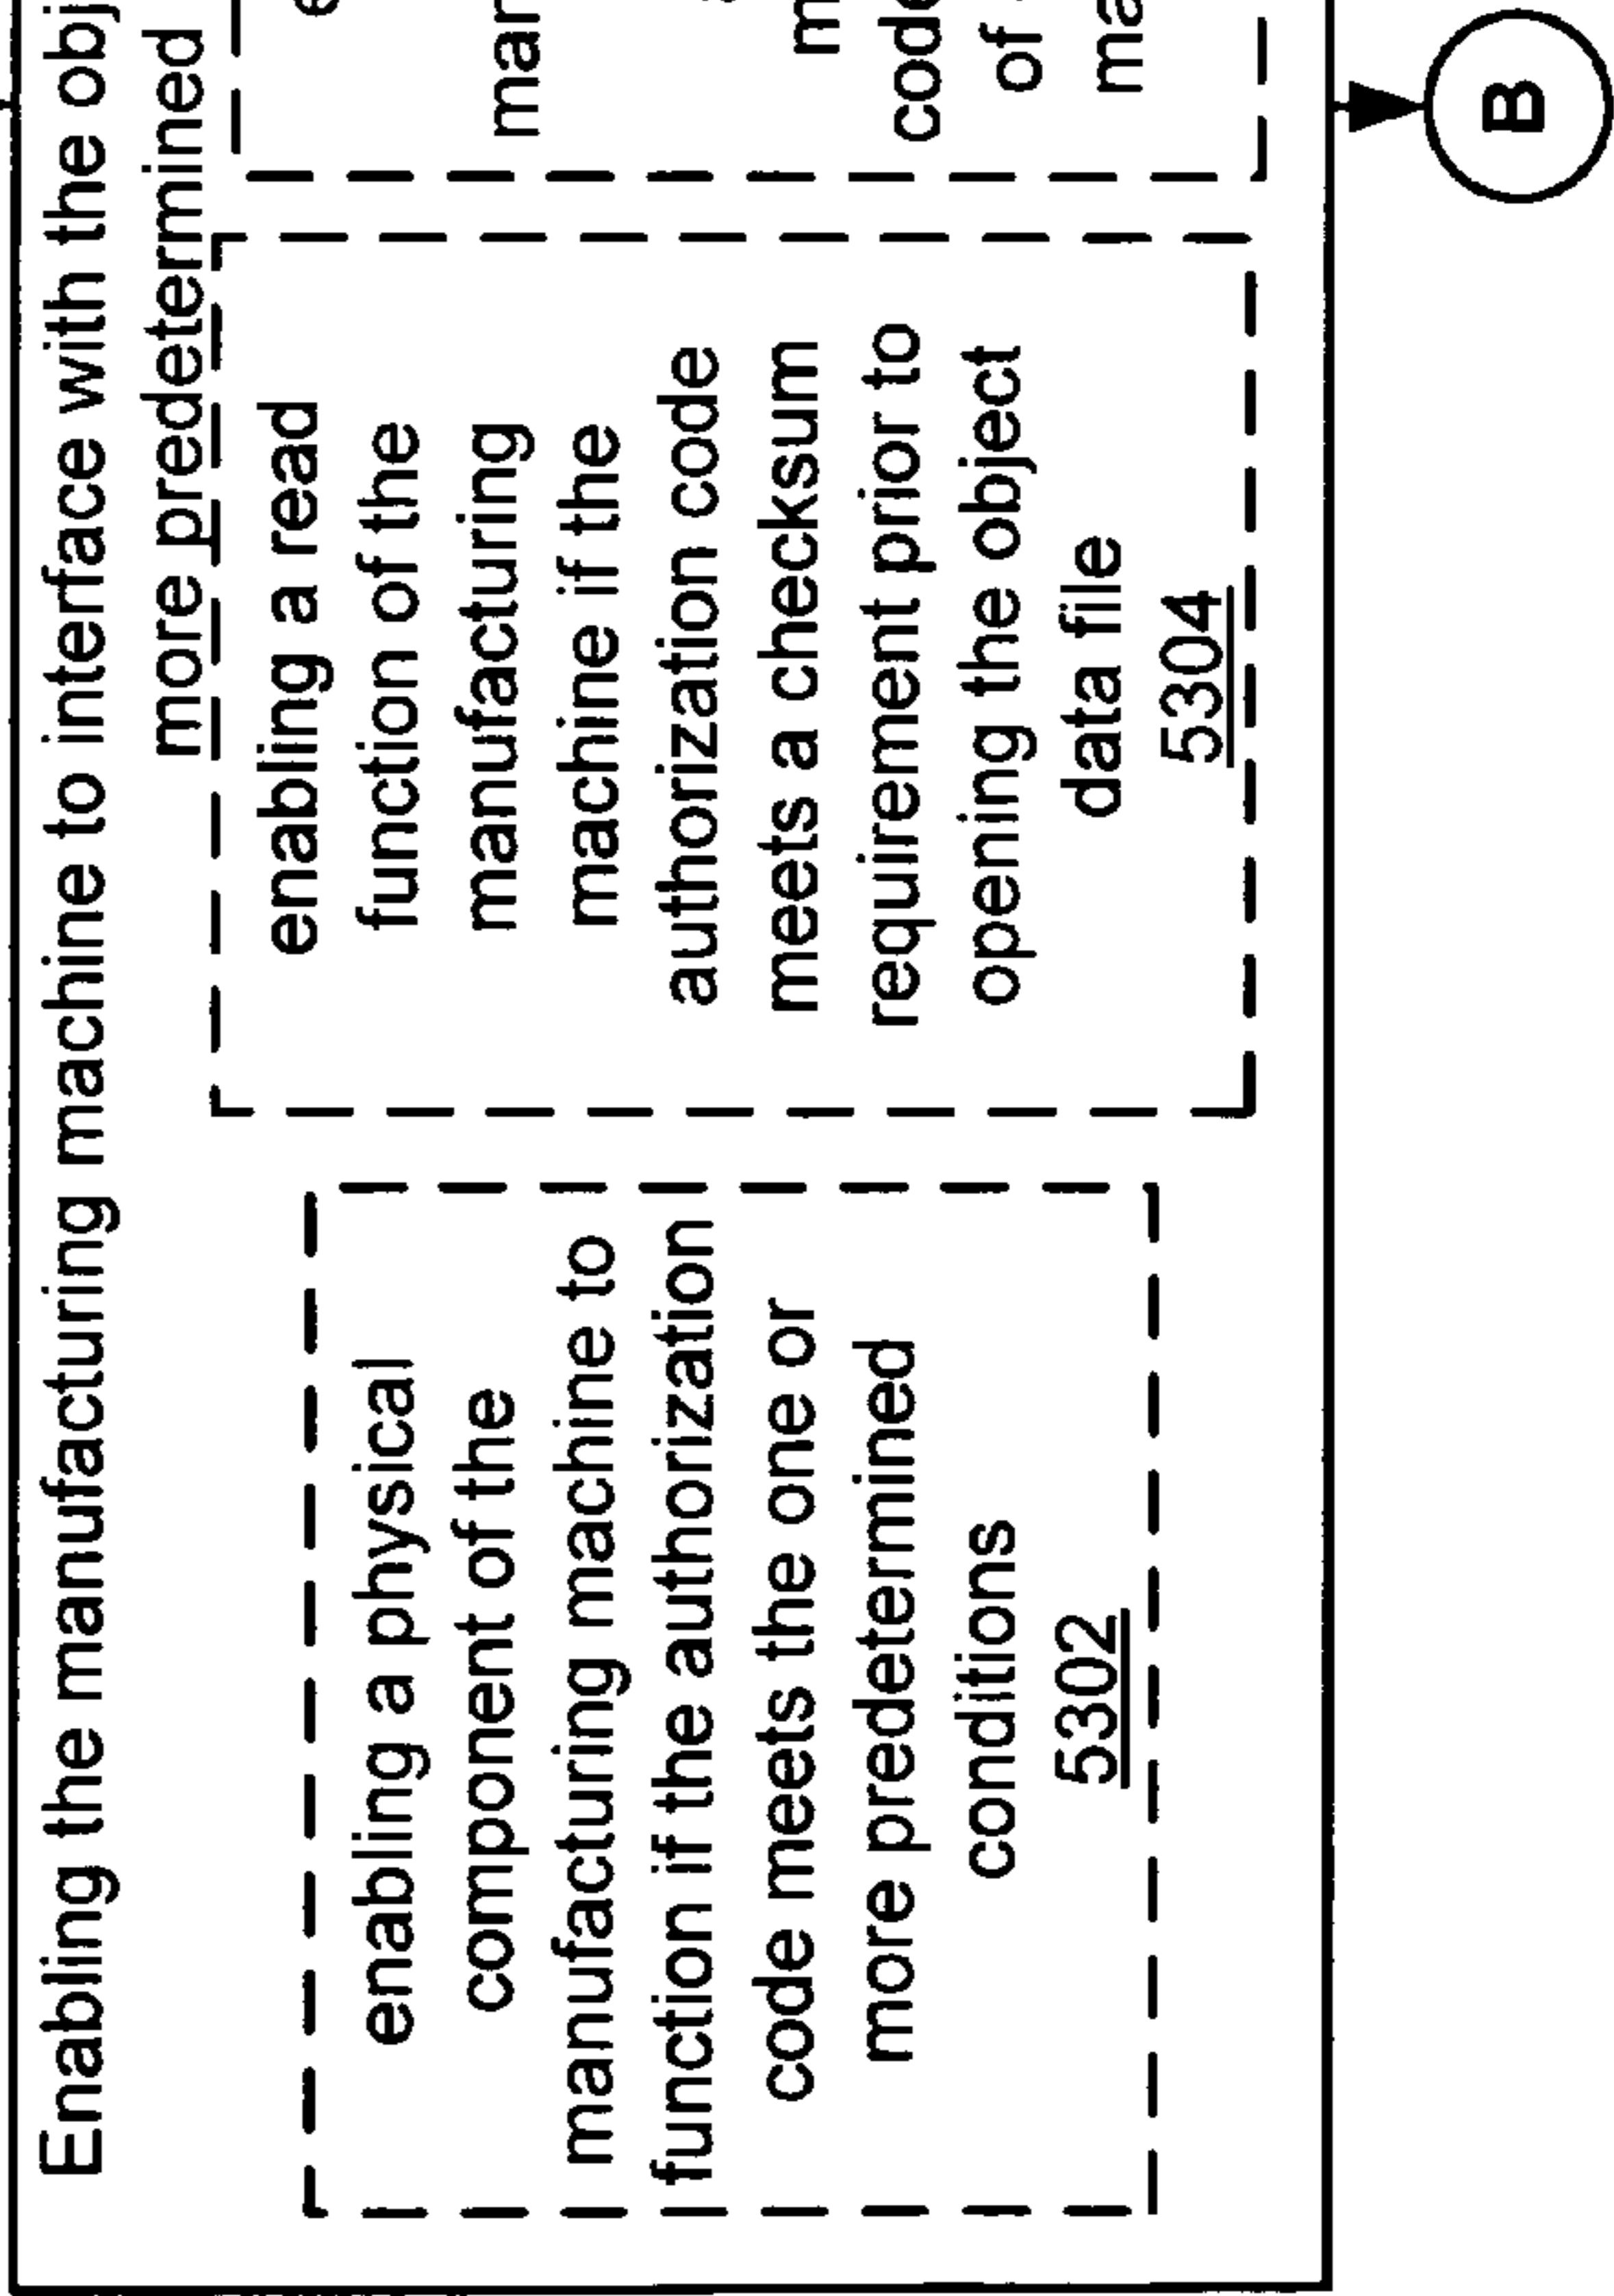 Enabling the manufacturing machine to interface with the
more predetermined
enabling a physical
component of the
manufacturing machine to
function if the authorization
code meets the one or
more predetermined
conditions
5302
enabling a read
function of the
manufacturing
machine if the
authorization code
meets a checksum
requirement prior to
opening the object
data file
5304
code
of
B